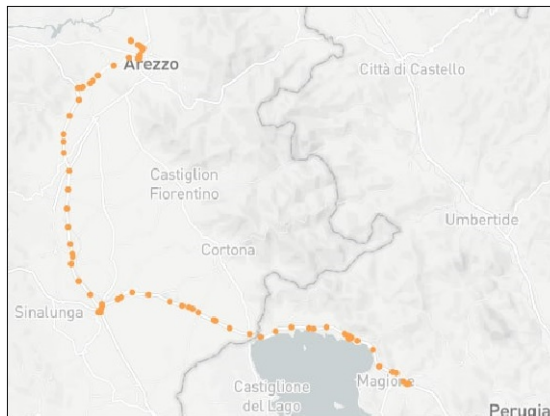 Arezzo
Città di Castello
Castiglion
Fiorentino
Umbertide
Cortona
Sinalunga
Castiglione
del Lago
Magione
Perugia